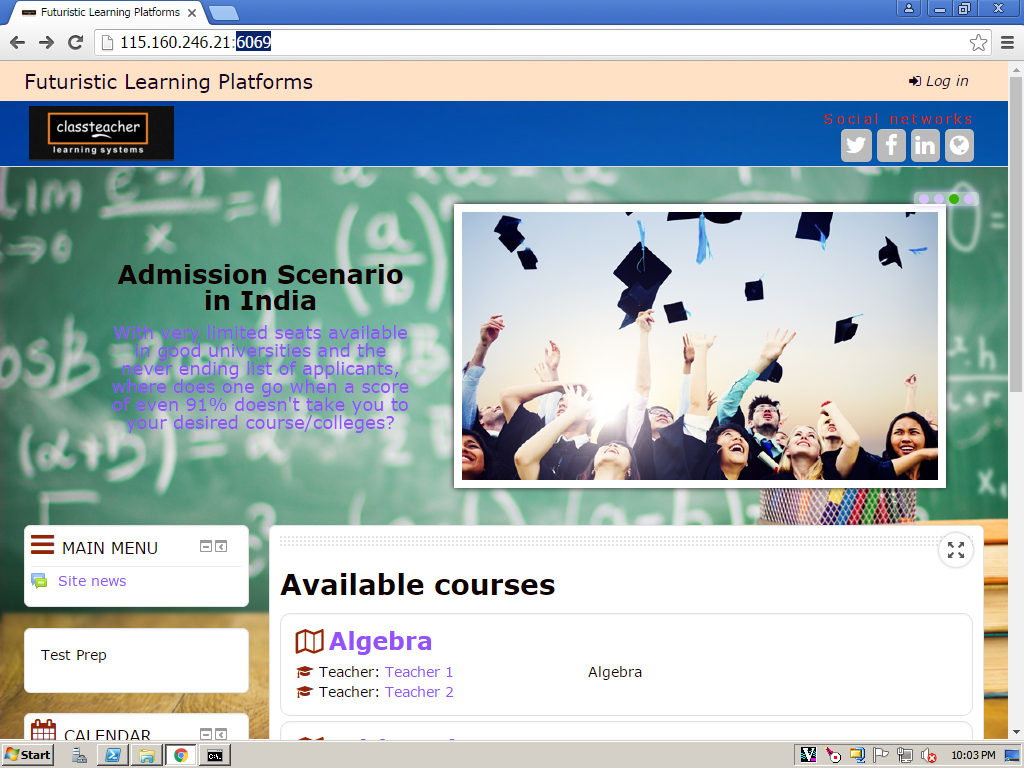 Futuristic Learning Platforms
115.160.246.21:6069
Futuristic Learning Platforms
Log in
classteacher
learning systems
Social networks
Admission Scenario
in India
With very limited seats available
in good universities and the
never ending list of applicants,
where does one go when a score
of even 91% doesn't take you to
your desired course/colleges?
MAIN MENU
Site news
Test Prep
CALENDAR
Available courses
Algebra
Teacher: Teacher 1
Algebra
Teacher: Teacher 2
Start
10:03 PM